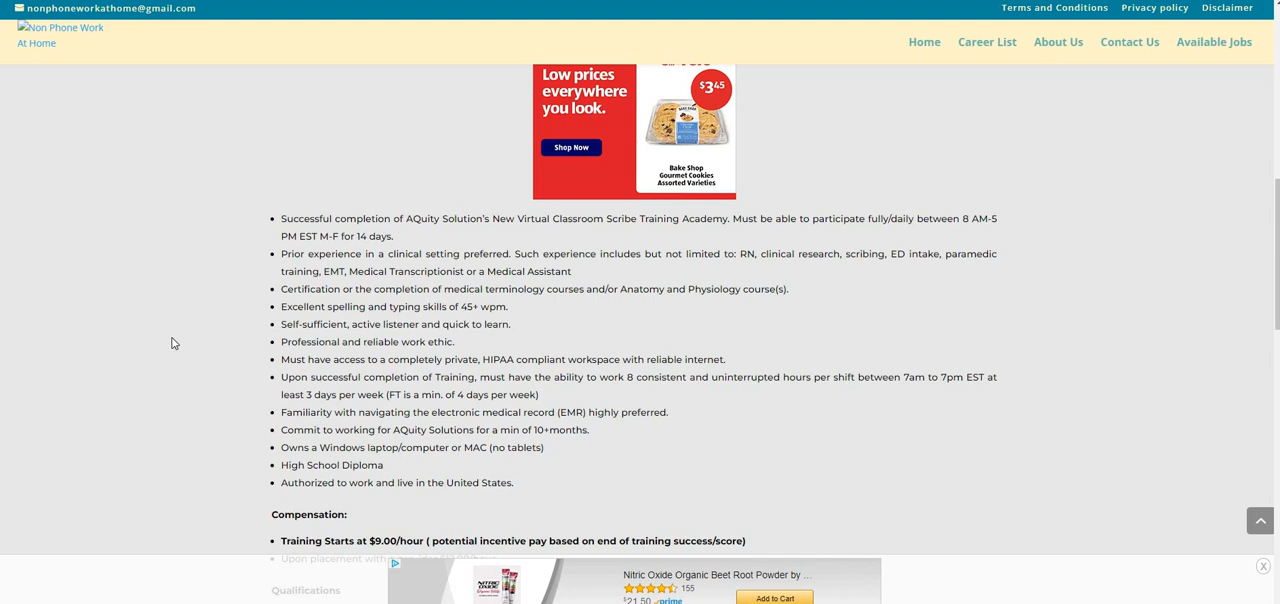 nonphoneworkathome@gmail.com
Terms and Conditions Privacy policy Disclaimer
Non Phone Work
At Home
Home Career List About Us Contact Us Available Jobs
Low prices
everywhere
you look.
$3.45
Shop Now
Bake Shop
Gourmet Cookies
Assorted Varieties
• Successful completion of AQuity Solution's New Virtual Classroom Scribe Training Academy. Must be able to participate fully/daily between 8 AM-5
PM EST M-F for 14 days.
• Prior experience in a clinical setting preferred. Such experience includes but not limited to: RN, clinical research, scribing, ED intake, paramedic
training, EMT, Medical Transcriptionist or a Medical Assistant
• Certification or the completion of medical terminology courses and/or Anatomy and Physiology course(s).
• Excellent spelling and typing skills of 45+ wpm.
• Self-sufficient, active listener and quick to learn.
• Professional and reliable work ethic.
• Must have access to a completely private, HIPAA compliant workspace with reliable internet.
• Upon successful completion of Training, must have the ability to work 8 consistent and uninterrupted hours per shift between 7am to 7pm EST at
least 3 days per week (FT is a min. of 4 days per week)
• Familiarity with navigating the electronic medical record (EMR) highly preferred.
• Commit to working for AQuity Solutions for a min of 10+months.
• Owns a Windows laptop/computer or MAC (no tablets)
• High School Diploma
• Authorized to work and live in the United States.
Compensation:
• Training Starts at $9.00/hour ( potential incentive pay based on end of training success/score)
• Upon placement with
Qualifications
NITRIC
OXIDE
Nitric Oxide Organic Beet Root Powder by ...
155
$21.50 prime
Add to Cart
X